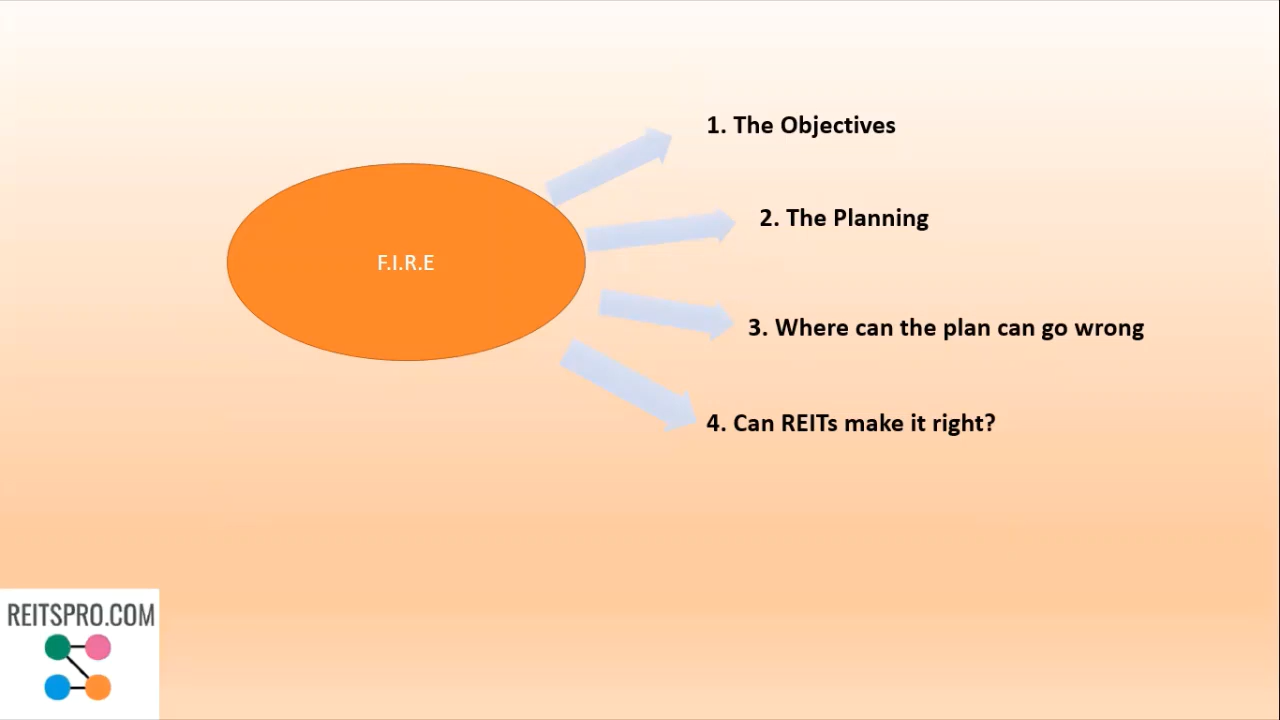 1. The Objectives
2. The Planning
F.I.R.E
3. Where can the plan can go wrong
4. Can REITs make it right?
REITSPRO.COM